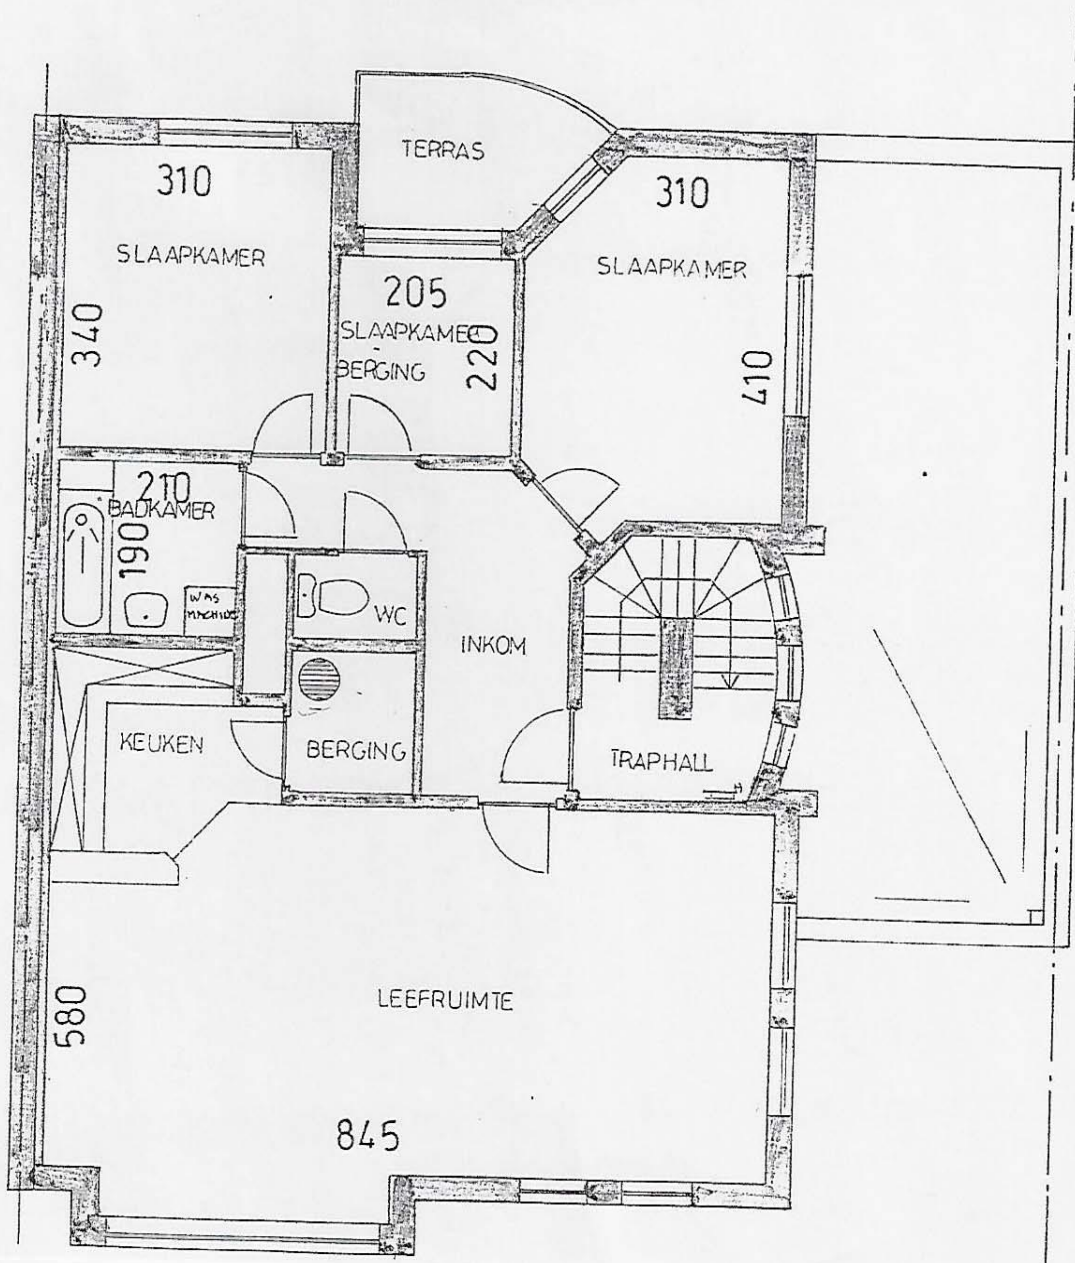 TERRAS
310
SLAAPKAMER
340
205
SLAAPKAMER
BERGING
220
310
SLAAPKAMER
410
210
BADKAMER
190
WAS
MACHINE
WC
INKOM
KEUKEN
BERGING
TRAPHALL
LEEFRUIMTE
580
845